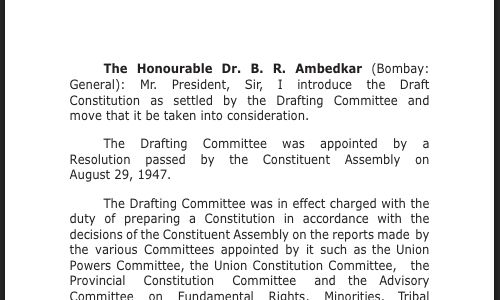 The Honourable Dr. B. R. Ambedkar (Bombay:
General): Mr. President, Sir, I introduce the Draft
Constitution as settled by the Drafting Committee and
move that it be taken into consideration.
The Drafting Committee was appointed by a
Resolution passed by the Constituent Assembly on
August 29, 1947.
The Drafting Committee was in effect charged with the
duty of preparing a Constitution in accordance with the
decisions of the Constituent Assembly on the reports made by
the various Committees appointed by it such as the Union
Powers Committee, the Union Constitution Committee, the
Provincial Constitution Committee and the Advisory
Committee on Fundamental Rights, Minorities, Tribal